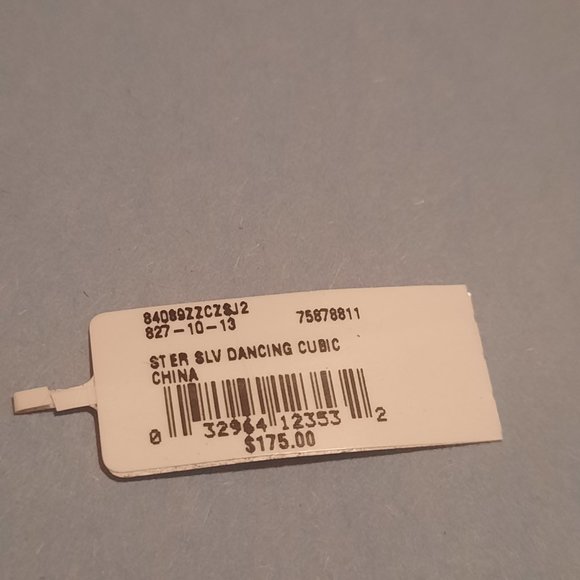 84089ZZCZSJ2 75878811
827-10-13
STER SLV DANCING CUBIC
CHINA
0 32964 12353 2
$175.00